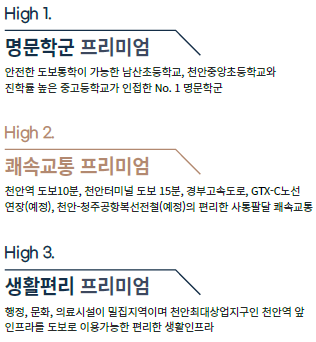 High 1.
명문학군 프리미엄
안전한 도보통학이 가능한 남산초등학교, 천안중앙초등학교와
진학률 높은 중고등학교가 인접한 No. 1 명문학군
High 2.
쾌속교통 프리미엄
천안역 도보10분, 천안터미널 도보 15분, 경부고속도로, GTX-C노선
연장(예정), 천안-청주공항복선전철(예정)의 편리한 사통팔달 쾌속교통
High 3.
생활편리 프리미엄
행정, 문화, 의료시설이 밀집지역이며 천안최대상업지구인 천안역 앞
인프라를 도보로 이용가능한 편리한 생활인프라